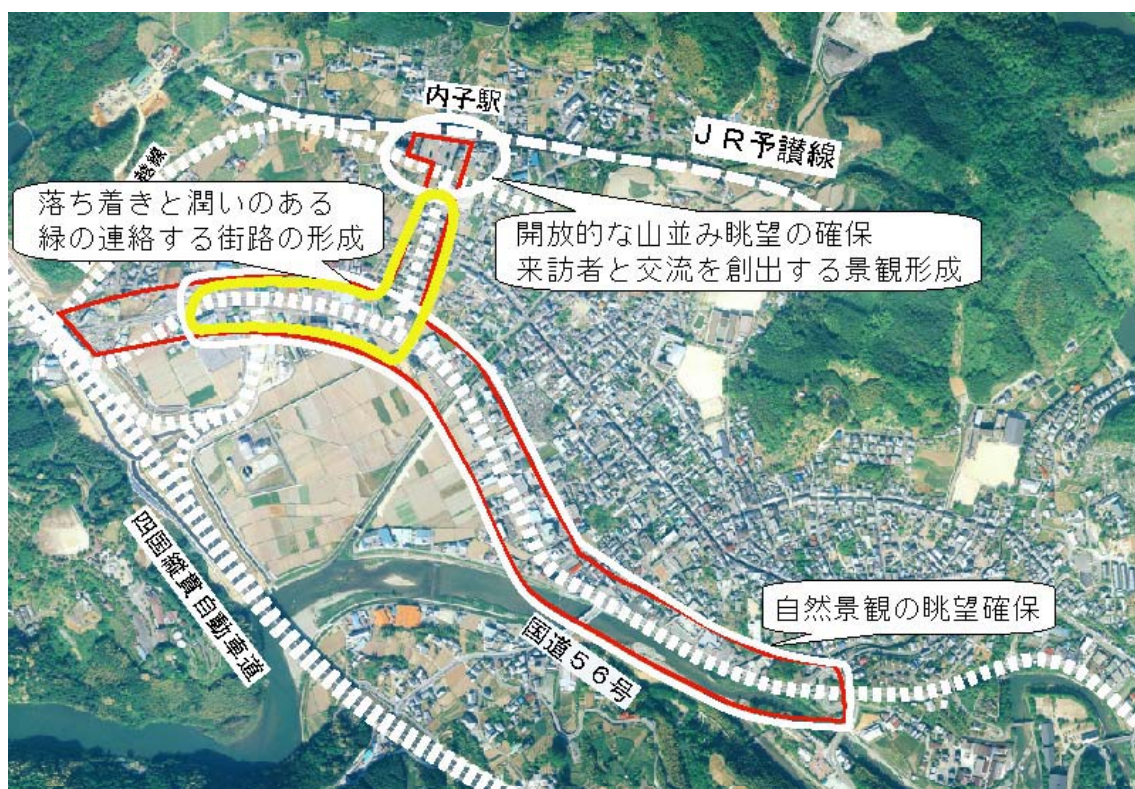 内子駅
JR予讃線
落ち着きと潤いのある
緑の連絡する街路の形成
開放的な山並み眺望の確保
来訪者と交流を創出する景観形成
四国縦貫自動車道
国道56号
自然景観の眺望確保